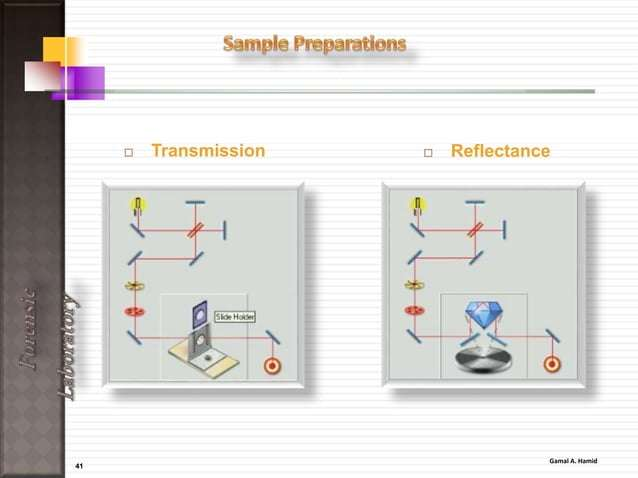 Sample Preparations
Transmission
Reflectance
Slide Holder
Forensic
Laboratory
41
Gamal A. Hamid